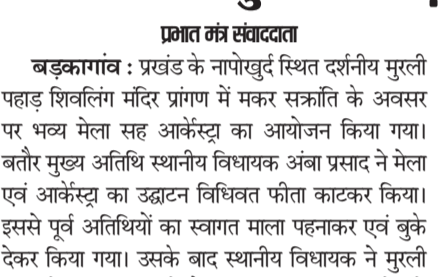 प्रभात मंत्र संवाददाता
बड़कागांव : प्रखंड के नापोखुर्द स्थित दर्शनीय मुरली
पहाड़ शिवलिंग मंदिर प्रांगण में मकर सक्रांति के अवसर
पर भव्य मेला सह आर्केस्ट्रा का आयोजन किया गया।
बतौर मुख्य अतिथि स्थानीय विधायक अंबा प्रसाद ने मेला
एवं आर्केस्ट्रा का उद्घाटन विधिवत फीता काटकर किया।
इससे पूर्व अतिथियों का स्वागत माला पहनाकर एवं बुके
देकर किया गया। उसके बाद स्थानीय विधायक ने मुरली